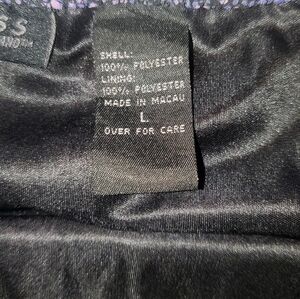 SHELL:
100% POLYESTER
LINING:
100% POLYESTER
MADE IN MACAU
L
OVER FOR CARE